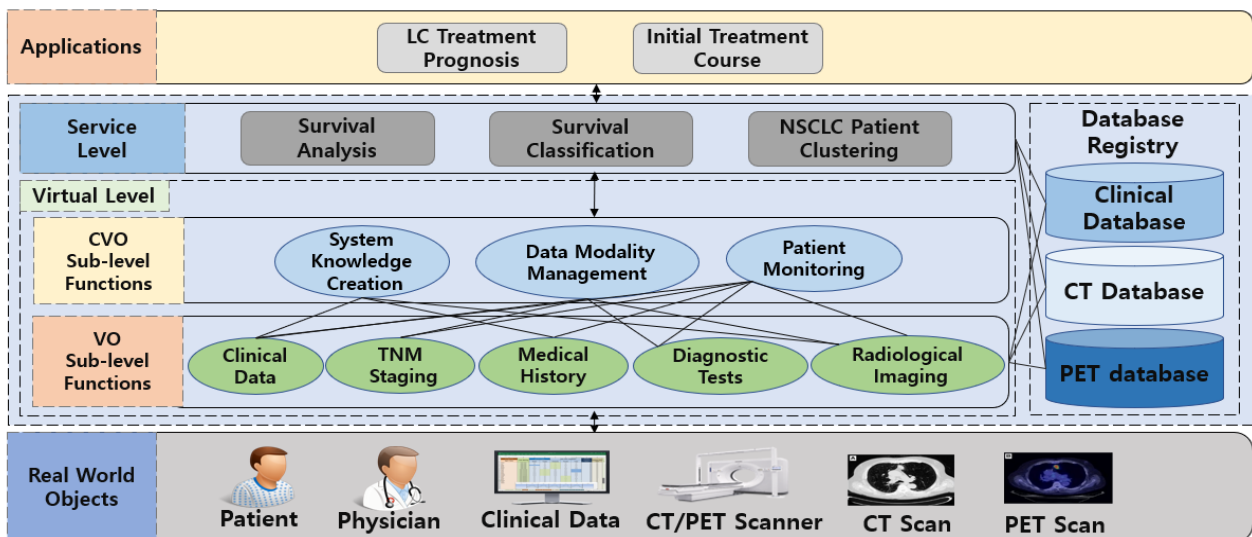 Applications
LC Treatment
Prognosis
Initial Treatment
Course
Service
Level
Survival
Analysis
Survival
Classification
NSCLC Patient
Clustering
Database
Registry
Clinical
Database
CT Database
PET database
Virtual Level
CVO
Sub-level
Functions
System
Knowledge
Creation
Data Modality
Management
Patient
Monitoring
VO
Sub-level
Functions
Clinical
Data
TNM
Staging
Medical
History
Diagnostic
Tests
Radiological
Imaging
Real World
Objects
Patient
Physician
Clinical Data
CT/PET Scanner
CT Scan
PET Scan